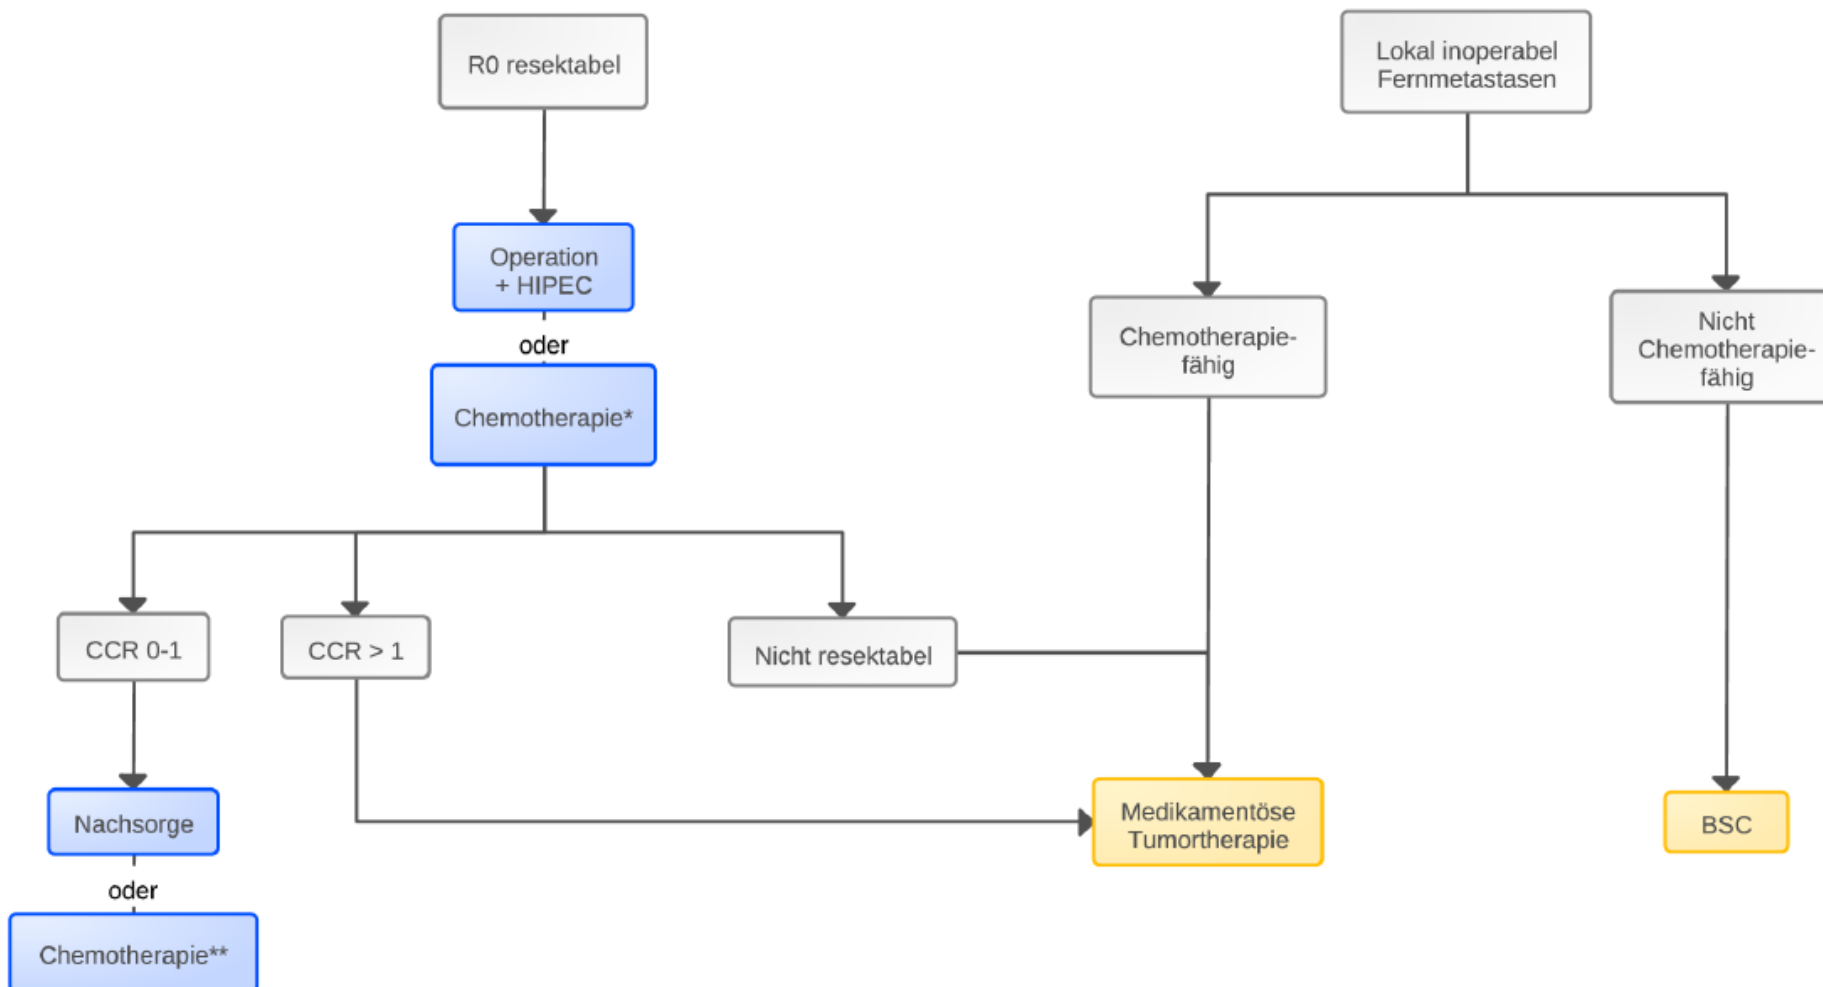 R0 resektabel
Lokal inoperabel
Fernmetastasen
Operation
+ HIPEC
oder
Chemotherapie*
Chemotherapie-
fähig
Nicht
Chemotherapie-
fähig
CCR 0-1
CCR > 1
Nicht resektabel
Nachsorge
Medikamentöse
Tumortherapie
BSC
oder
Chemotherapie**